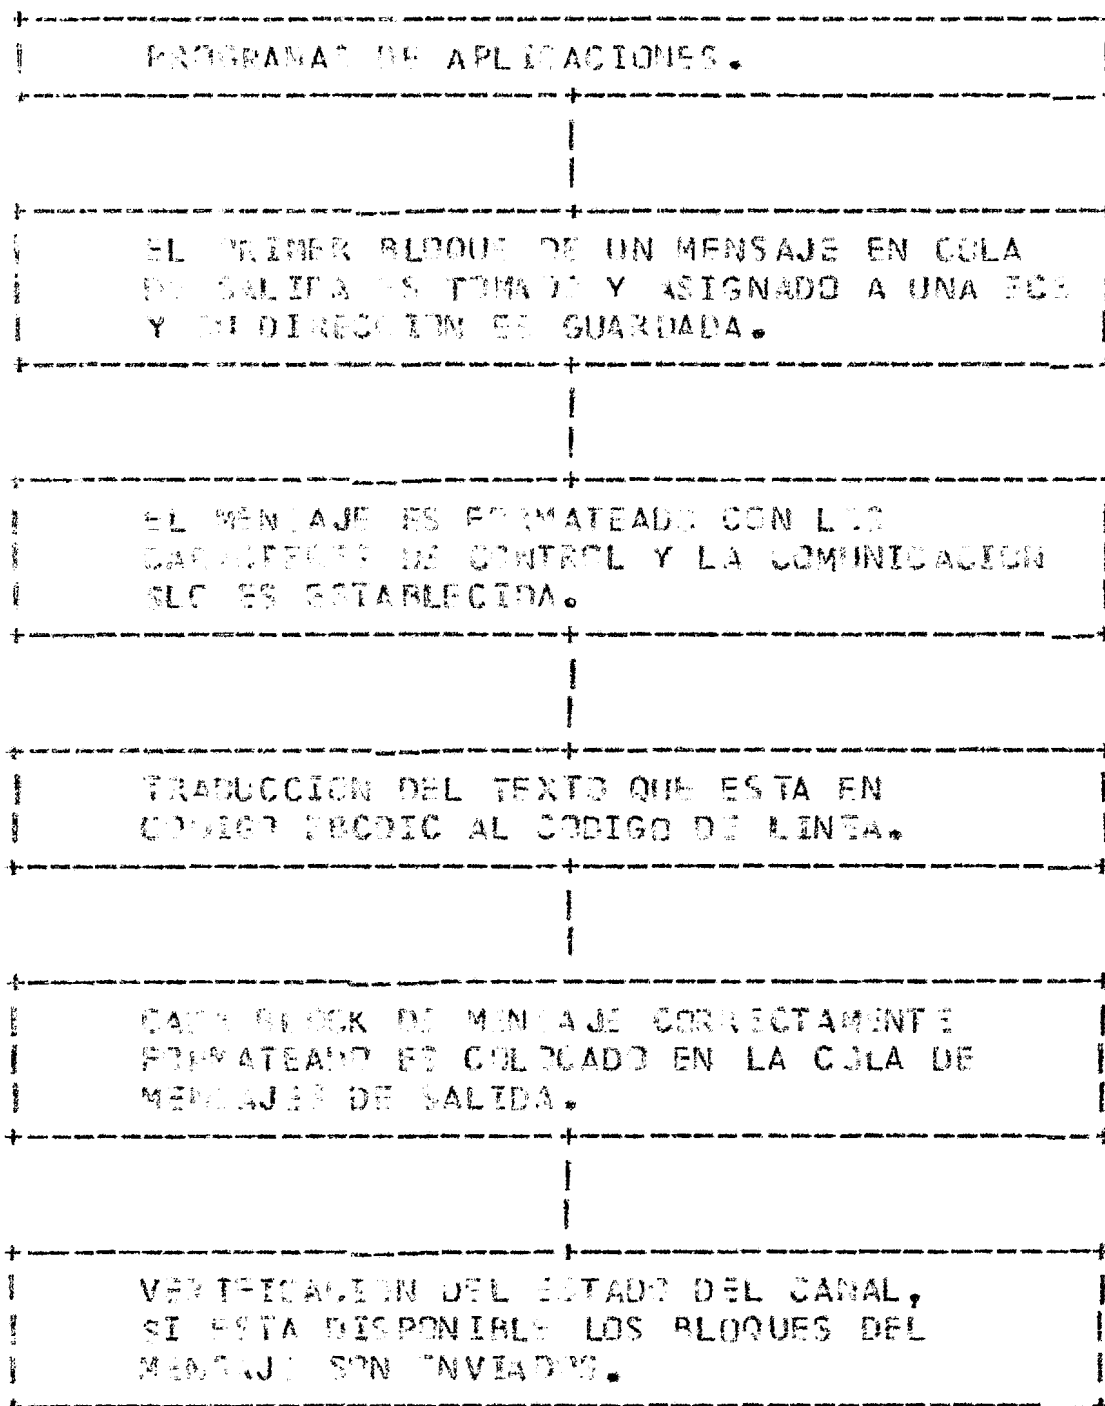 PROGRAMAS DE APLICACIONES.
EL PRIMER BLOQUE DE UN MENSAJE EN COLA
DE SALIDA ES TOMADO Y ASIGNADO A UNA
Y SU DIRECCION ES GUARDADA.
EL MENSAJE ES FORMATEADO CON LOS
CARACTERES DE CONTROL Y LA COMUNICACION
SLC ES ESTABLECIDA.
TRADUCCION DEL TEXTO QUE ESTA EN
CODIGO EBCDIC AL CODIGO DE LINEA.
CADA BLOCK DE MENSAJE CORRECTAMENTE
FORMATEADO ES COLOCADO EN LA COLA DE
MENSAJES DE SALIDA.
VERIFICACION DEL ESTADO DEL CANAL,
SI ESTA DISPONIBLE LOS BLOQUES DEL
MENSAJE SON ENVIADOS.